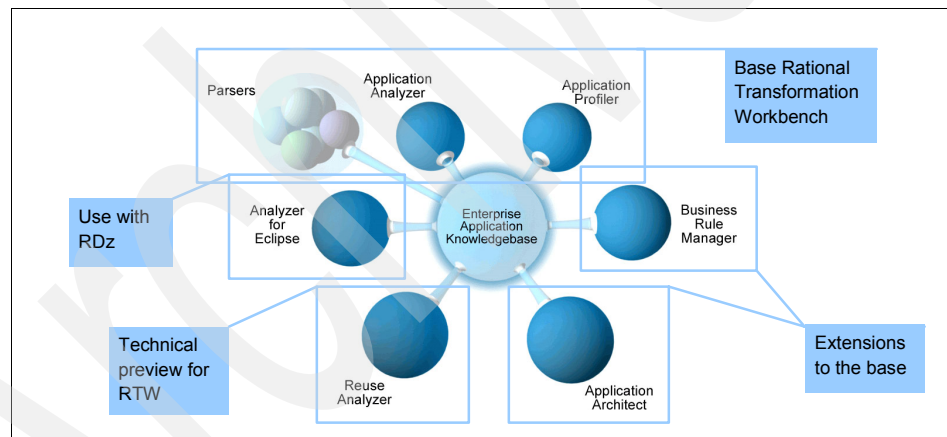 Parsers
Application
Analyzer
Application
Profiler
Base Rational
Transformation
Workbench
Use with
RDz
Analyzer
for
Eclipse
Enterprise
Application
Knowledgebase
Business
Rule
Manager
Technical
preview for
RTW
Reuse
Analyzer
Application
Architect
Extensions
to the base